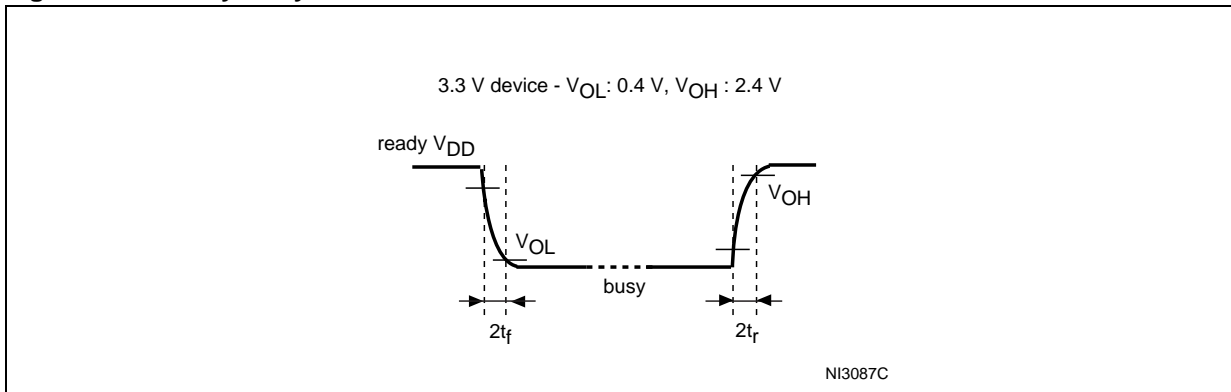 3.3 V device - VOL: 0.4 V, VOH : 2.4 V
ready VDD
VOH
VOL
busy
2tf
2tr
NI3087C